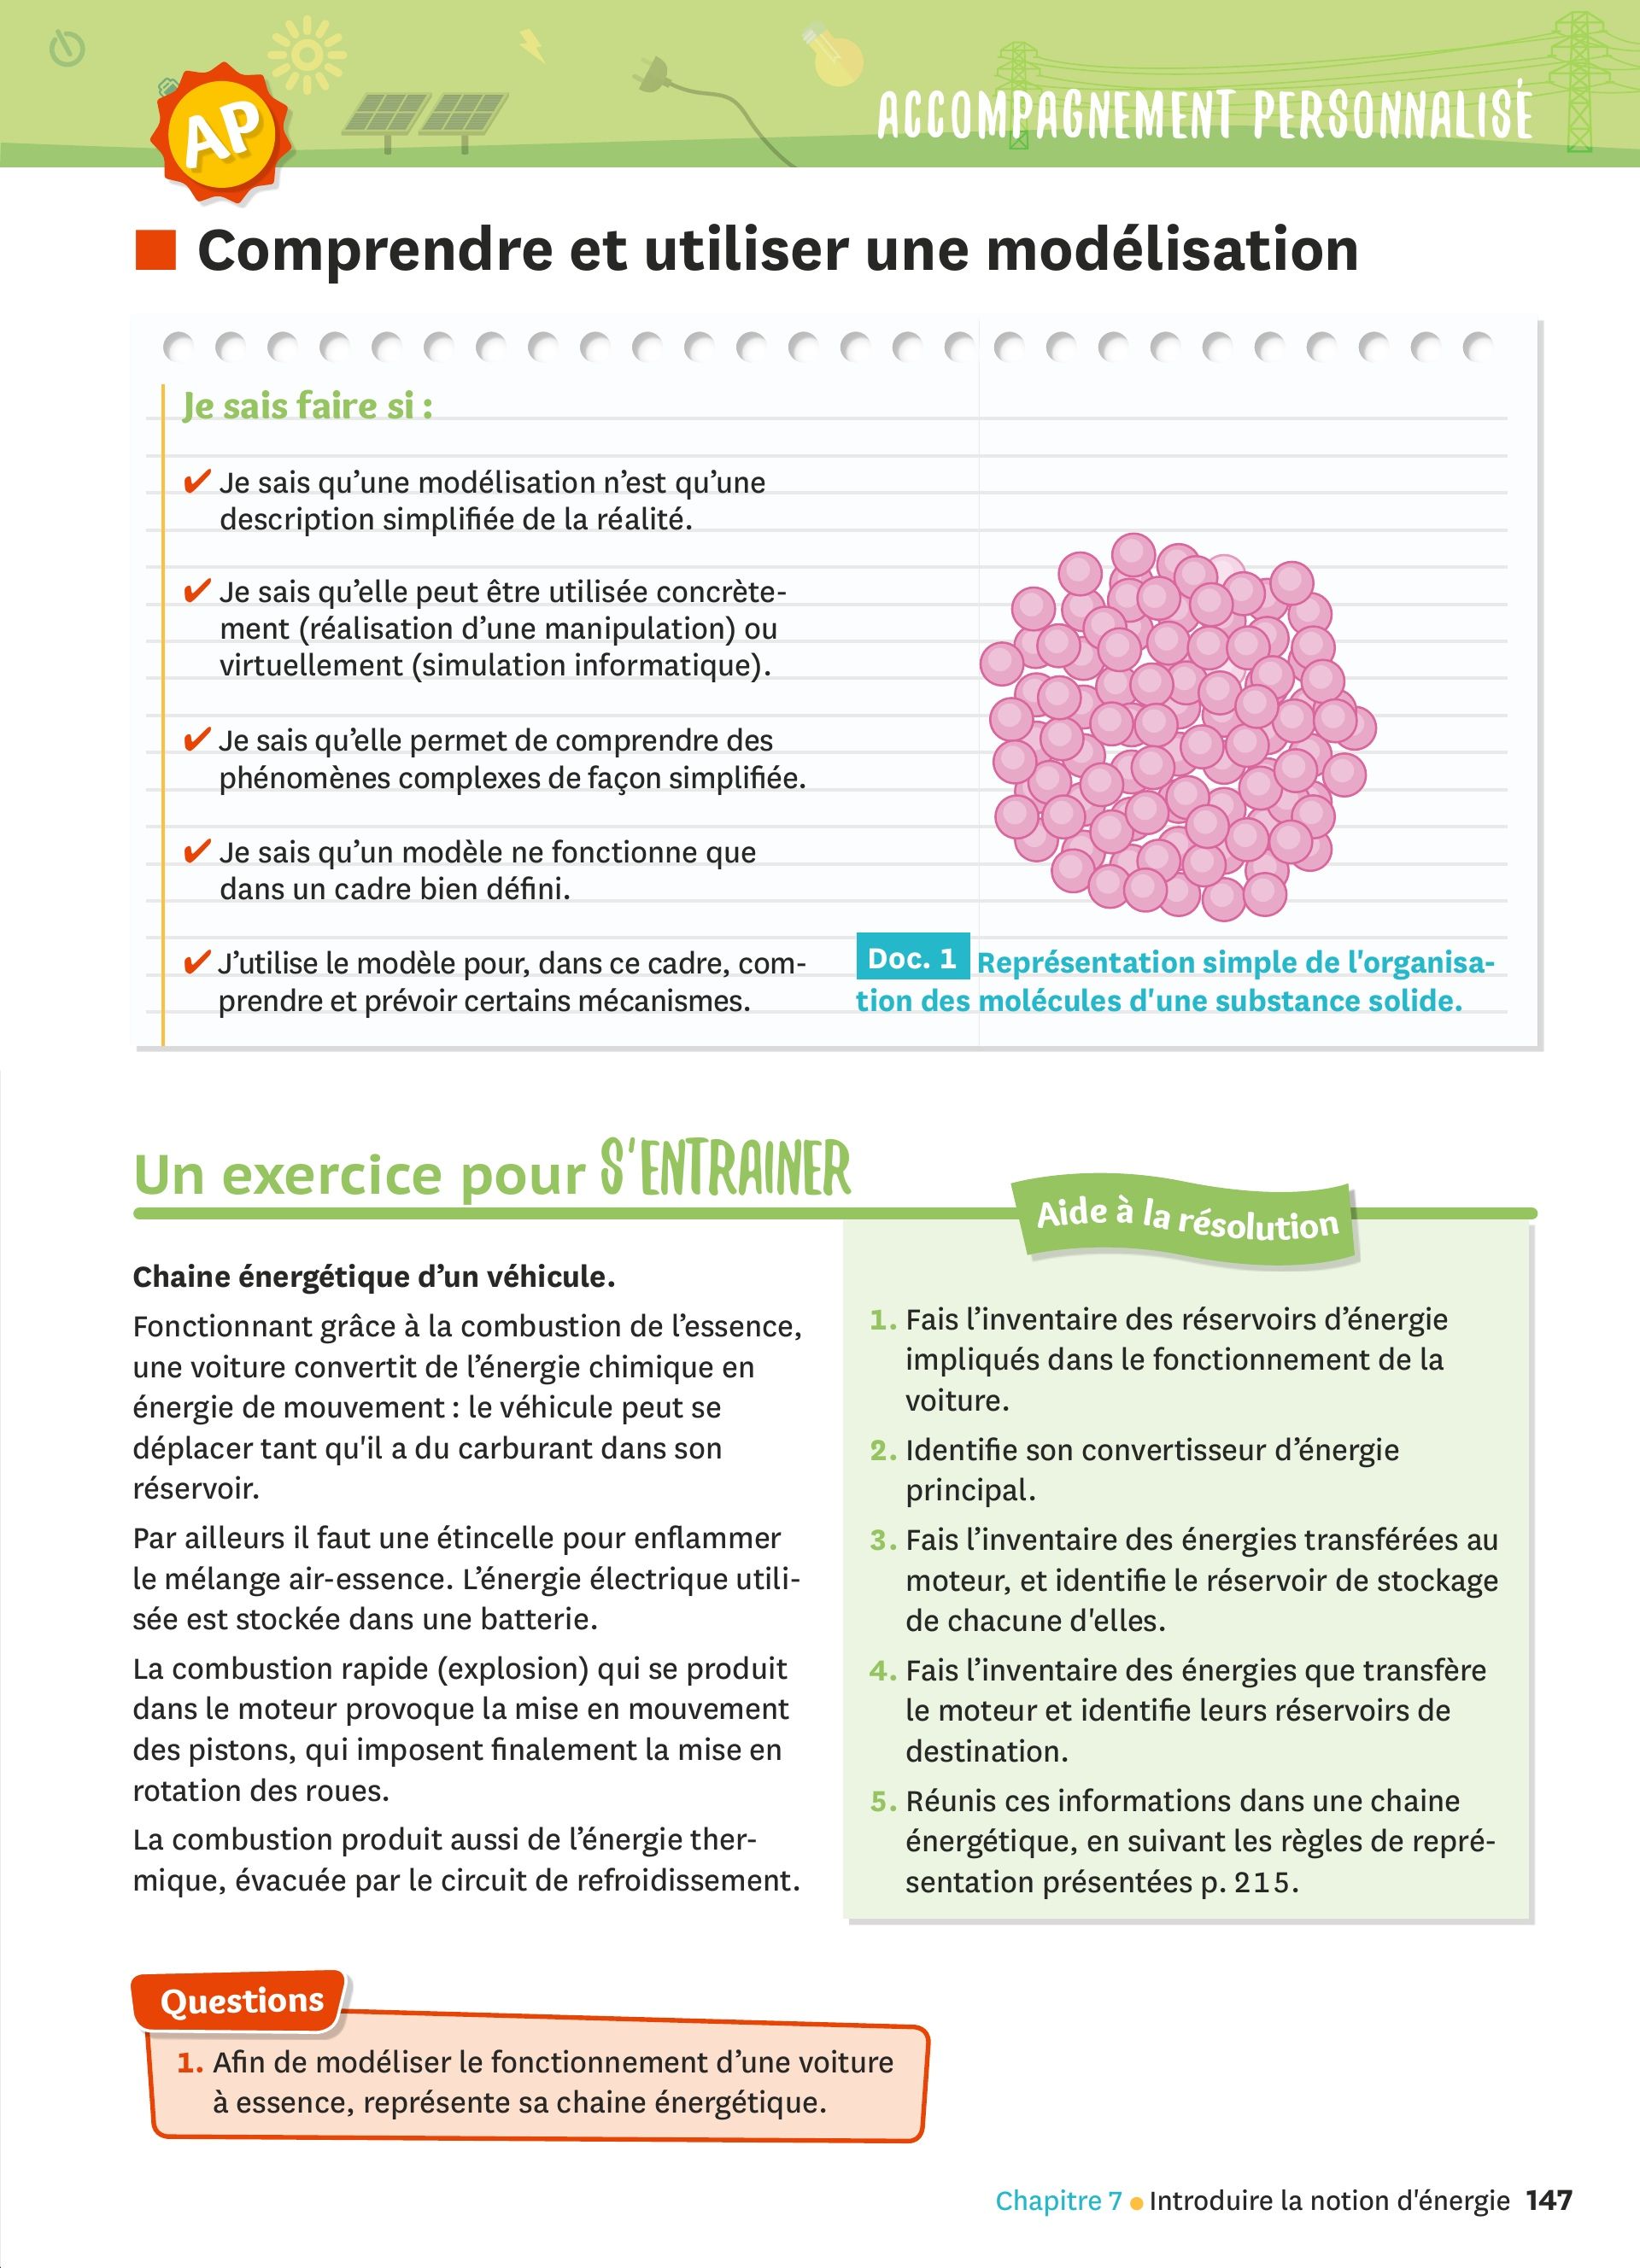 AP
ACCOMPAGNEMENT PERSONNALISÉ
Comprendre et utiliser une modélisation
Je sais faire si :
✔ Je sais qu’une modélisation n’est qu’une
description simplifiée de la réalité.
✔ Je sais qu’elle peut être utilisée concrète-
ment (réalisation d’une manipulation) ou
virtuellement (simulation informatique).
✔ Je sais qu’elle permet de comprendre des
phénomènes complexes de façon simplifiée.
✔ Je sais qu’un modèle ne fonctionne que
dans un cadre bien défini.
✔ J’utilise le modèle pour, dans ce cadre, com-
prendre et prévoir certains mécanismes.
Doc. 1 Représentation simple de l'organisa-
tion des molécules d'une substance solide.
Un exercice pour S'ENTRAINER
Chaine énergétique d’un véhicule.
Fonctionnant grâce à la combustion de l’essence,
une voiture convertit de l’énergie chimique en
énergie de mouvement : le véhicule peut se
déplacer tant qu'il a du carburant dans son
réservoir.
Par ailleurs il faut une étincelle pour enflammer
le mélange air-essence. L’énergie électrique utili-
sée est stockée dans une batterie.
La combustion rapide (explosion) qui se produit
dans le moteur provoque la mise en mouvement
des pistons, qui imposent finalement la mise en
rotation des roues.
La combustion produit aussi de l’énergie ther-
mique, évacuée par le circuit de refroidissement.
Aide à la résolution
1. Fais l’inventaire des réservoirs d’énergie
impliqués dans le fonctionnement de la
voiture.
2. Identifie son convertisseur d’énergie
principal.
3. Fais l’inventaire des énergies transférées au
moteur, et identifie le réservoir de stockage
de chacune d'elles.
4. Fais l’inventaire des énergies que transfère
le moteur et identifie leurs réservoirs de
destination.
5. Réunis ces informations dans une chaine
énergétique, en suivant les règles de repré-
sentation présentées p. 215.
Questions
1. Afin de modéliser le fonctionnement d’une voiture
à essence, représente sa chaine énergétique.
Chapitre 7 • Introduire la notion d'énergie 147